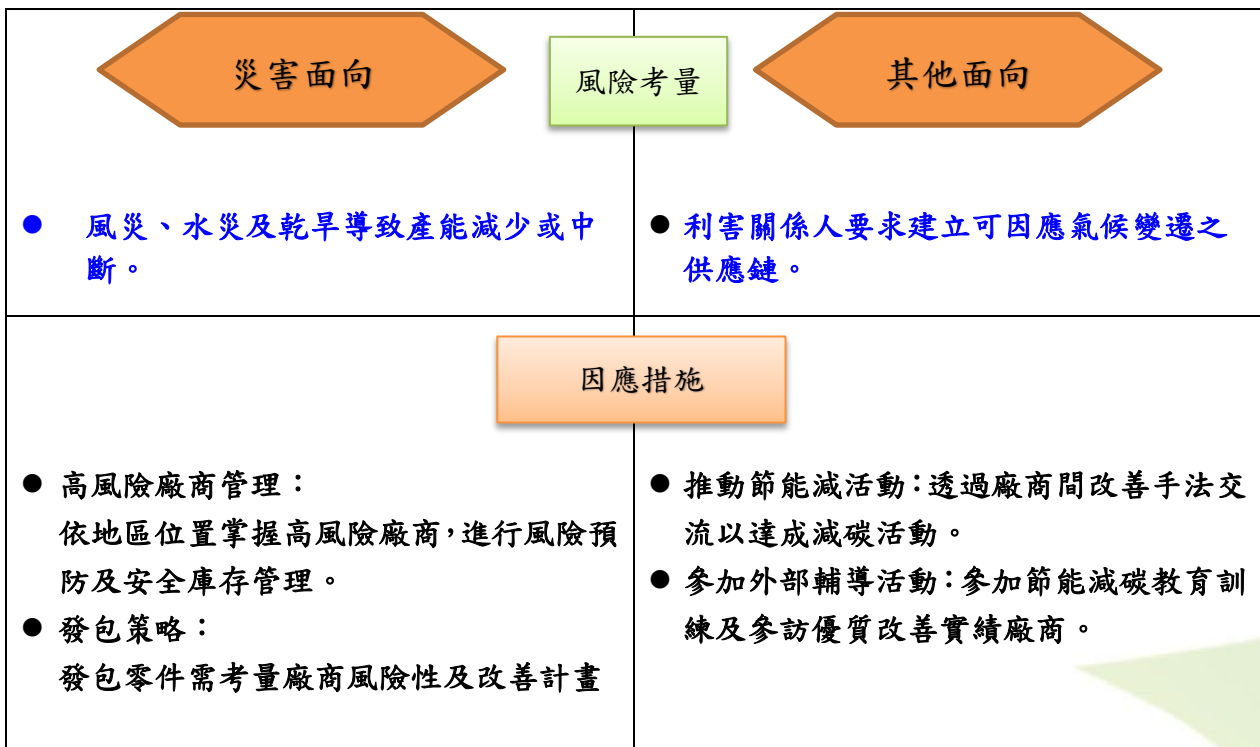 災害面向
風險考量
其他面向
● 風災、水災及乾旱導致產能減少或中
斷。
● 利害關係人要求建立可因應氣候變遷之
供應鏈。
因應措施
● 高風險廠商管理：
依地區位置掌握高風險廠商，進行風險預
防及安全庫存管理。
● 發包策略：
發包零件需考量廠商風險性及改善計畫
● 推動節能減活動：透過廠商間改善手法交
流以達成減碳活動。
● 參加外部輔導活動：參加節能減碳教育訓
練及參訪優質改善實績廠商。